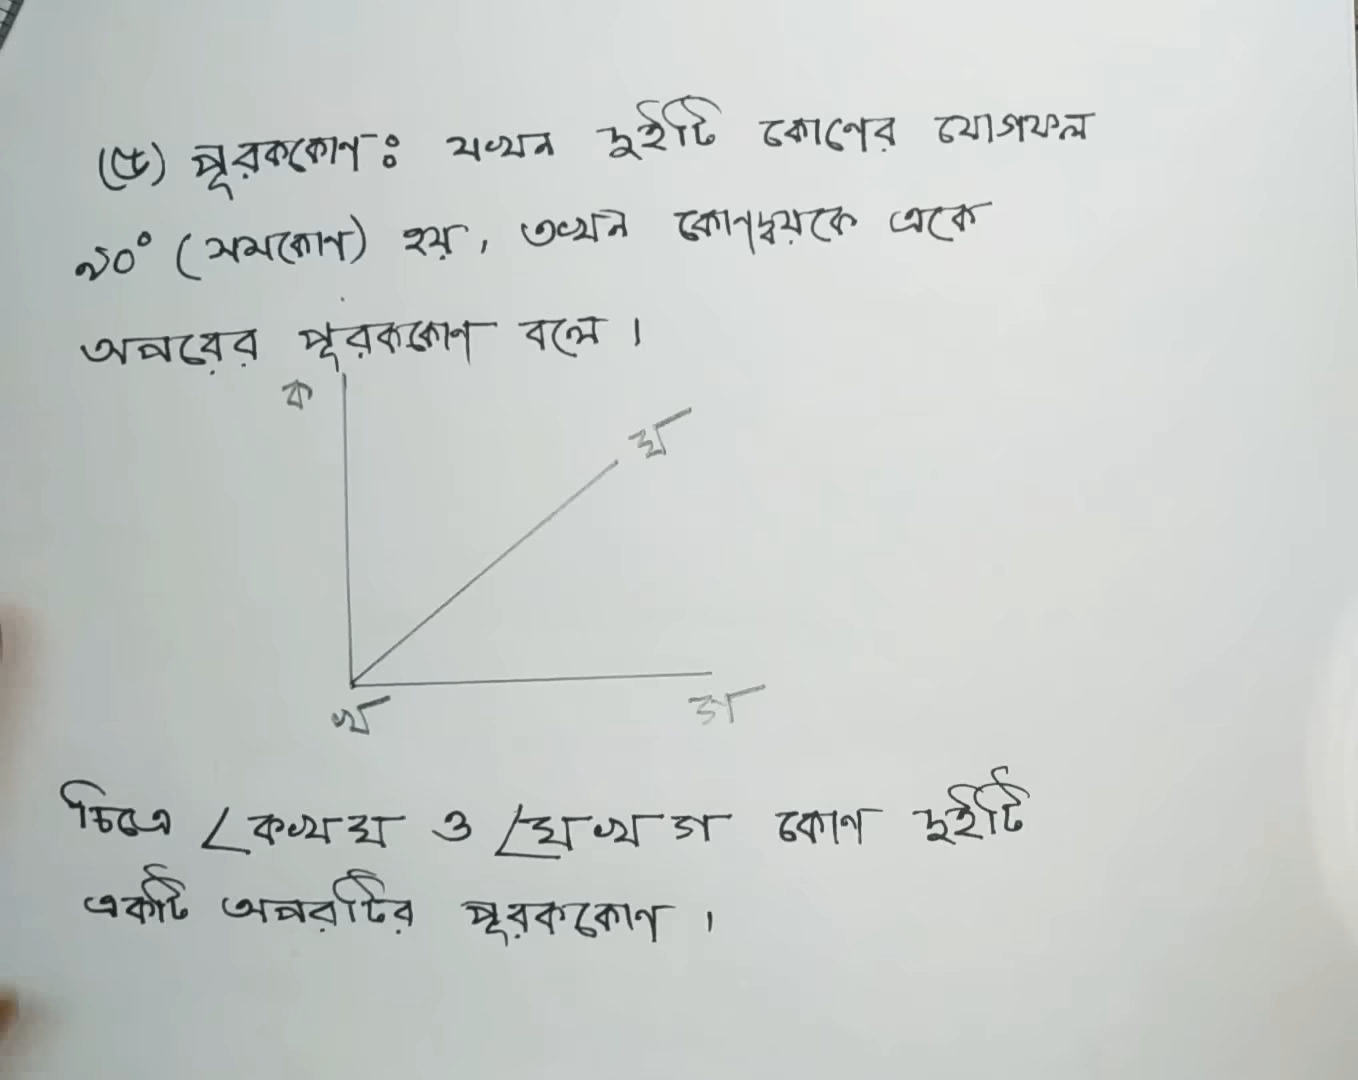 (৫) পূরককোণঃ যখন দুইটি কোণের যোগফল
৯০° (সমকোণ) হয়, তখন কোণদ্বয়কে একে
অপরের পূরককোণ বলে।
ক
ঘ
খ
গ
চিত্রে ∠কখঘ ও ∠ঘখগ কোণ দুইটি
একটি অপরটির পূরককোণ।